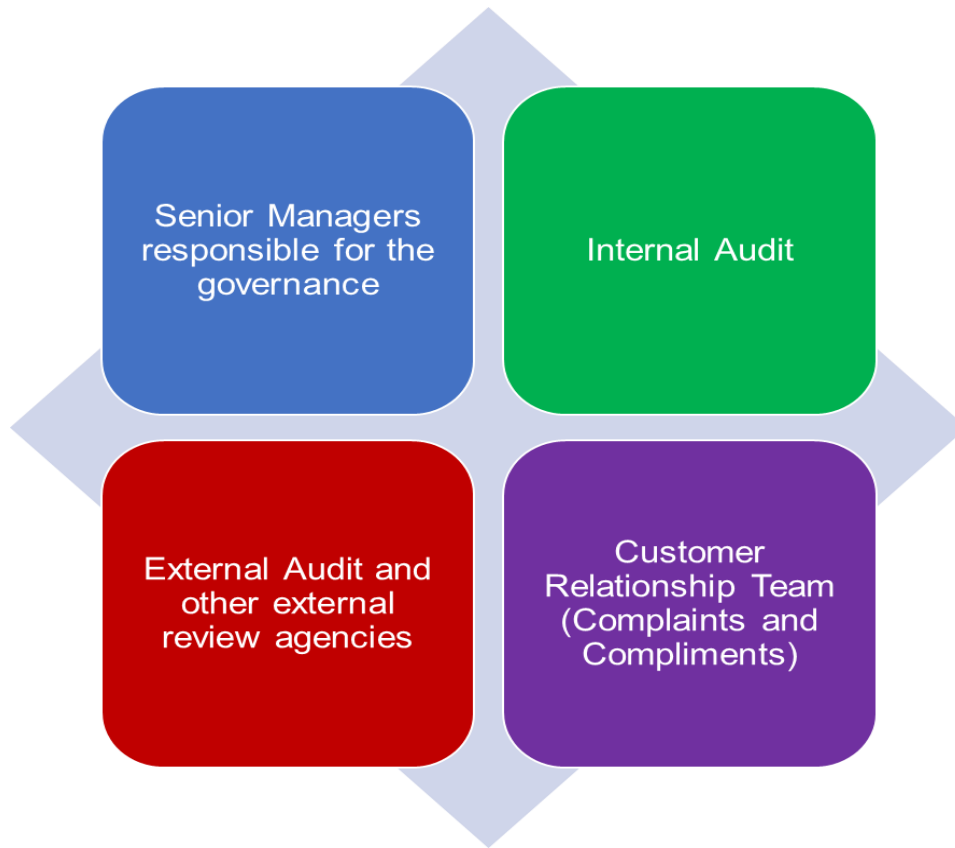 Senior Managers
responsible for the
governance
Internal Audit
External Audit and
other external
review agencies
Customer
Relationship Team
(Complaints and
Compliments)